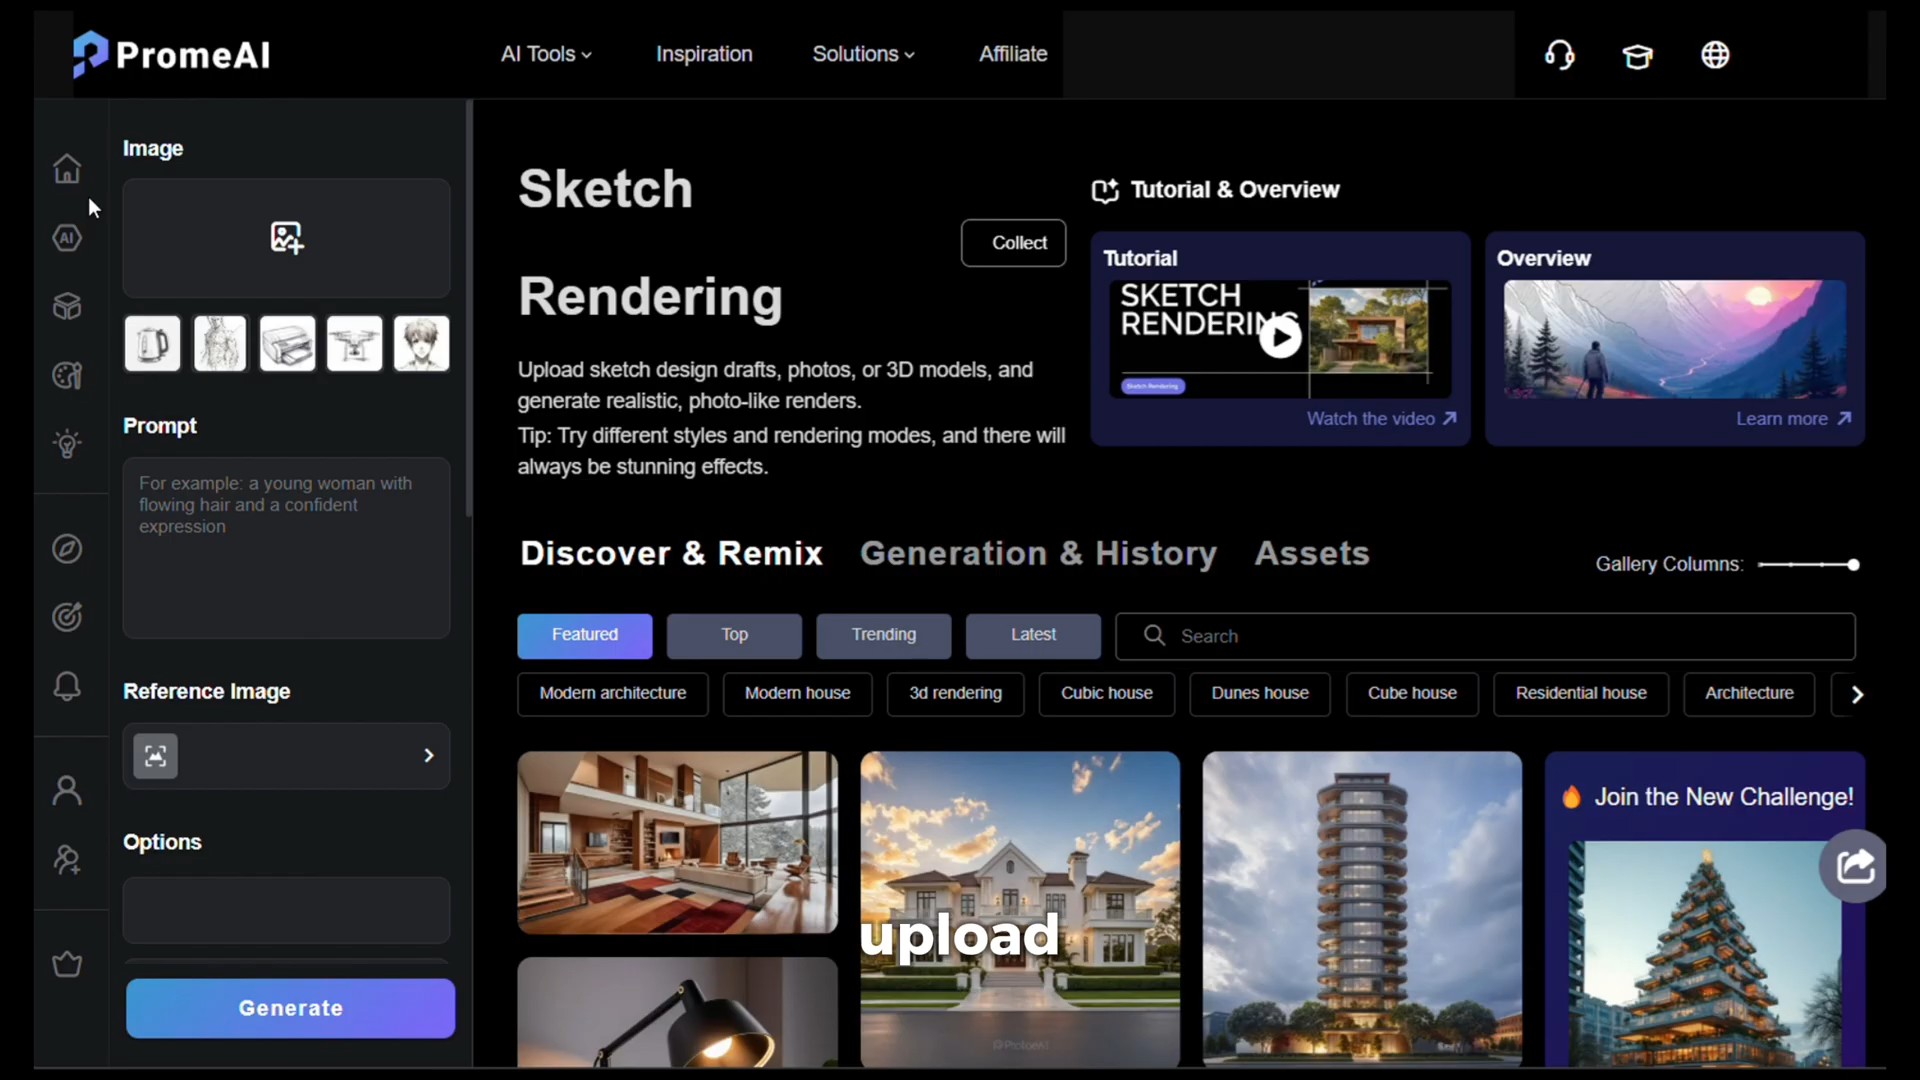 PromeAI
AI Tools
Inspiration
Solutions
Affiliate
Image
Prompt
For example: a young woman with
flowing hair and a confident
expression
Reference Image
Options
Generate
Sketch
Rendering
Collect
Upload sketch design drafts, photos, or 3D models, and
generate realistic, photo-like renders.
Tip: Try different styles and rendering modes, and there will
always be stunning effects.
Tutorial & Overview
Tutorial
SKETCH
RENDERING
Sketch Rendering
Watch the video
Overview
Learn more
Discover & Remix
Generation & History
Assets
Gallery Columns:
Featured
Top
Trending
Latest
Search
Modern architecture
Modern house
3d rendering
Cubic house
Dunes house
Cube house
Residential house
Architecture
Join the New Challenge!
upload
PromeAI
AI